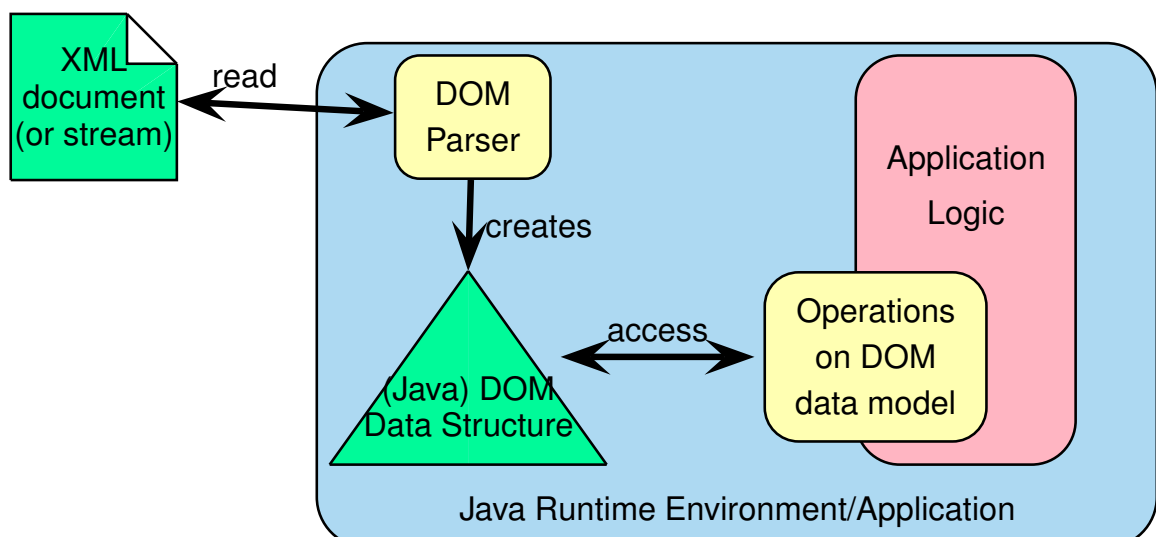 XML
document
(or stream)
read
DOM
Parser
creates
(Java) DOM
Data Structure
access
Application
Logic
Operations
on DOM
data model
Java Runtime Environment/Application